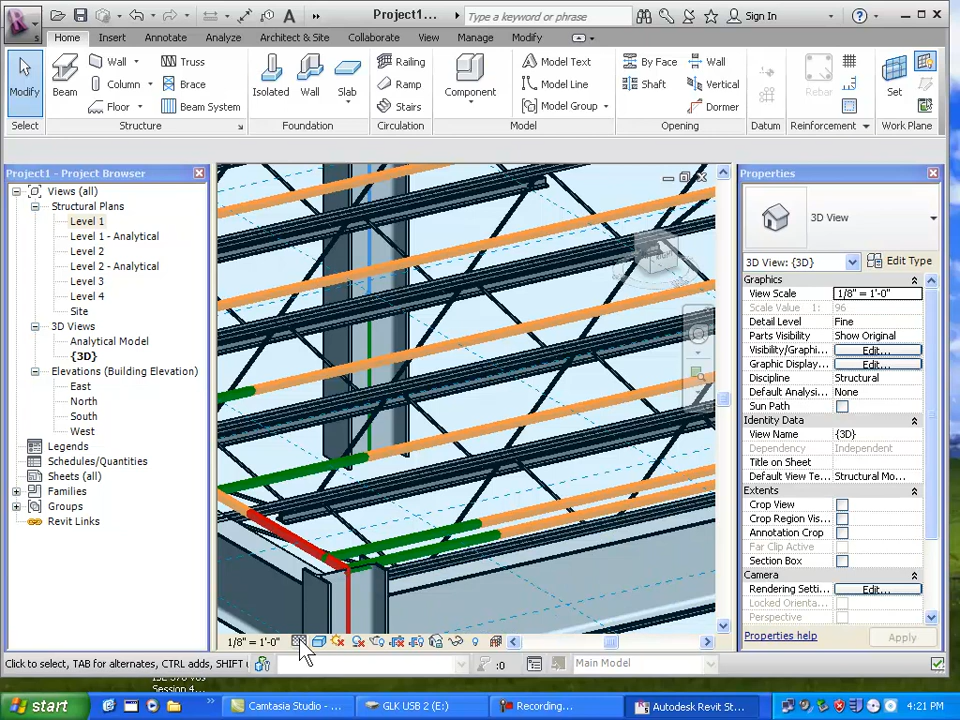 Project1...
Type a keyword or phrase
Sign In
Home Insert Annotate Analyze Architect & Site Collaborate View Manage Modify
Modify
Select
Beam
Wall
Column
Floor
Truss
Brace
Beam System
Structure
Isolated
Wall
Slab
Foundation
Railing
Ramp
Stairs
Circulation
Component
Model Text
Model Line
Model Group
Model
By Face
Shaft
Wall
Vertical
Dormer
Opening
Datum
Rebar
Reinforcement
Set
Work Plane
Project1 - Project Browser
Views (all)
Structural Plans
Level 1
Level 1 - Analytical
Level 2
Level 2 - Analytical
Level 3
Level 4
Site
3D Views
Analytical Model
{3D}
Elevations (Building Elevation)
East
North
South
West
Legends
Schedules/Quantities
Sheets (all)
Families
Groups
Revit Links
Properties
3D View
3D View: {3D}
Edit Type
Graphics
View Scale 1/8" = 1'-0"
Scale Value 1: 96
Detail Level Fine
Parts Visibility Show Original
Visibility/Graphi... Edit...
Graphic Display... Edit...
Discipline Structural
Default Analysi... None
Sun Path
Identity Data
View Name {3D}
Dependency Independent
Title on Sheet
Default View Te... Structural Mo...
Extents
Crop View
Crop Region Vis...
Annotation Crop
Far Clip Active
Section Box
Camera
Rendering Setti... Edit...
Locked Orienta...
Perspective
Properties help
Apply
1/8" = 1'-0"
Click to select, TAB for alternates, CTRL adds, SHIFT
:0
Main Model
Session 4...
start
Camtasia Studio - ...
GLK USB 2 (E:)
Recording...
Autodesk Revit St...
4:21 PM